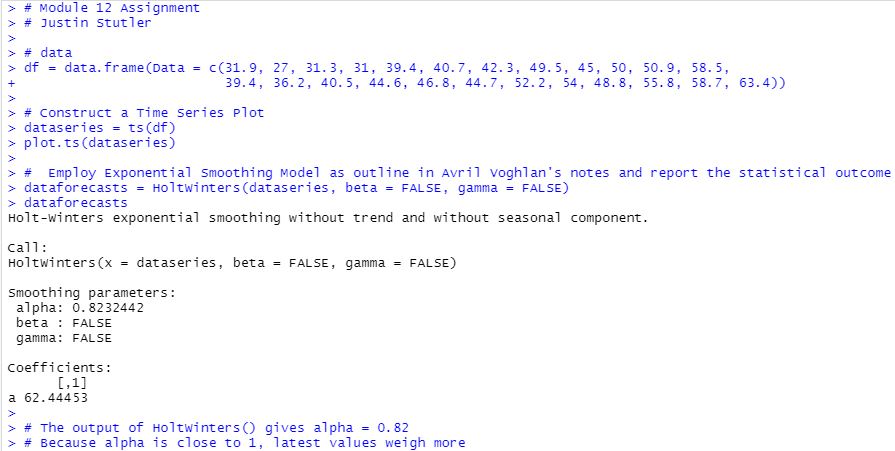 > # Module 12 Assignment
> # Justin Stutler
>
> # data
> df = data.frame(Data = c(31.9, 27, 31.3, 31, 39.4, 40.7, 42.3, 49.5, 45, 50, 50.9, 58.5,
+                          39.4, 36.2, 40.5, 44.6, 46.8, 44.7, 52.2, 54, 48.8, 55.8, 58.7, 63.4))
>
> # Construct a Time Series Plot
> dataseries = ts(df)
> plot.ts(dataseries)
>
> #  Employ Exponential Smoothing Model as outline in Avril Voghlan's notes and report the statistical outcome
> dataforecasts = HoltWinters(dataseries, beta = FALSE, gamma = FALSE)
> dataforecasts
Holt-Winters exponential smoothing without trend and without seasonal component.

Call:
HoltWinters(x = dataseries, beta = FALSE, gamma = FALSE)

Smoothing parameters:
 alpha: 0.8232442
 beta : FALSE
 gamma: FALSE

Coefficients:
      [,1]
a 62.44453
>
> # The output of HoltWinters() gives alpha = 0.82
> # Because alpha is close to 1, latest values weigh more